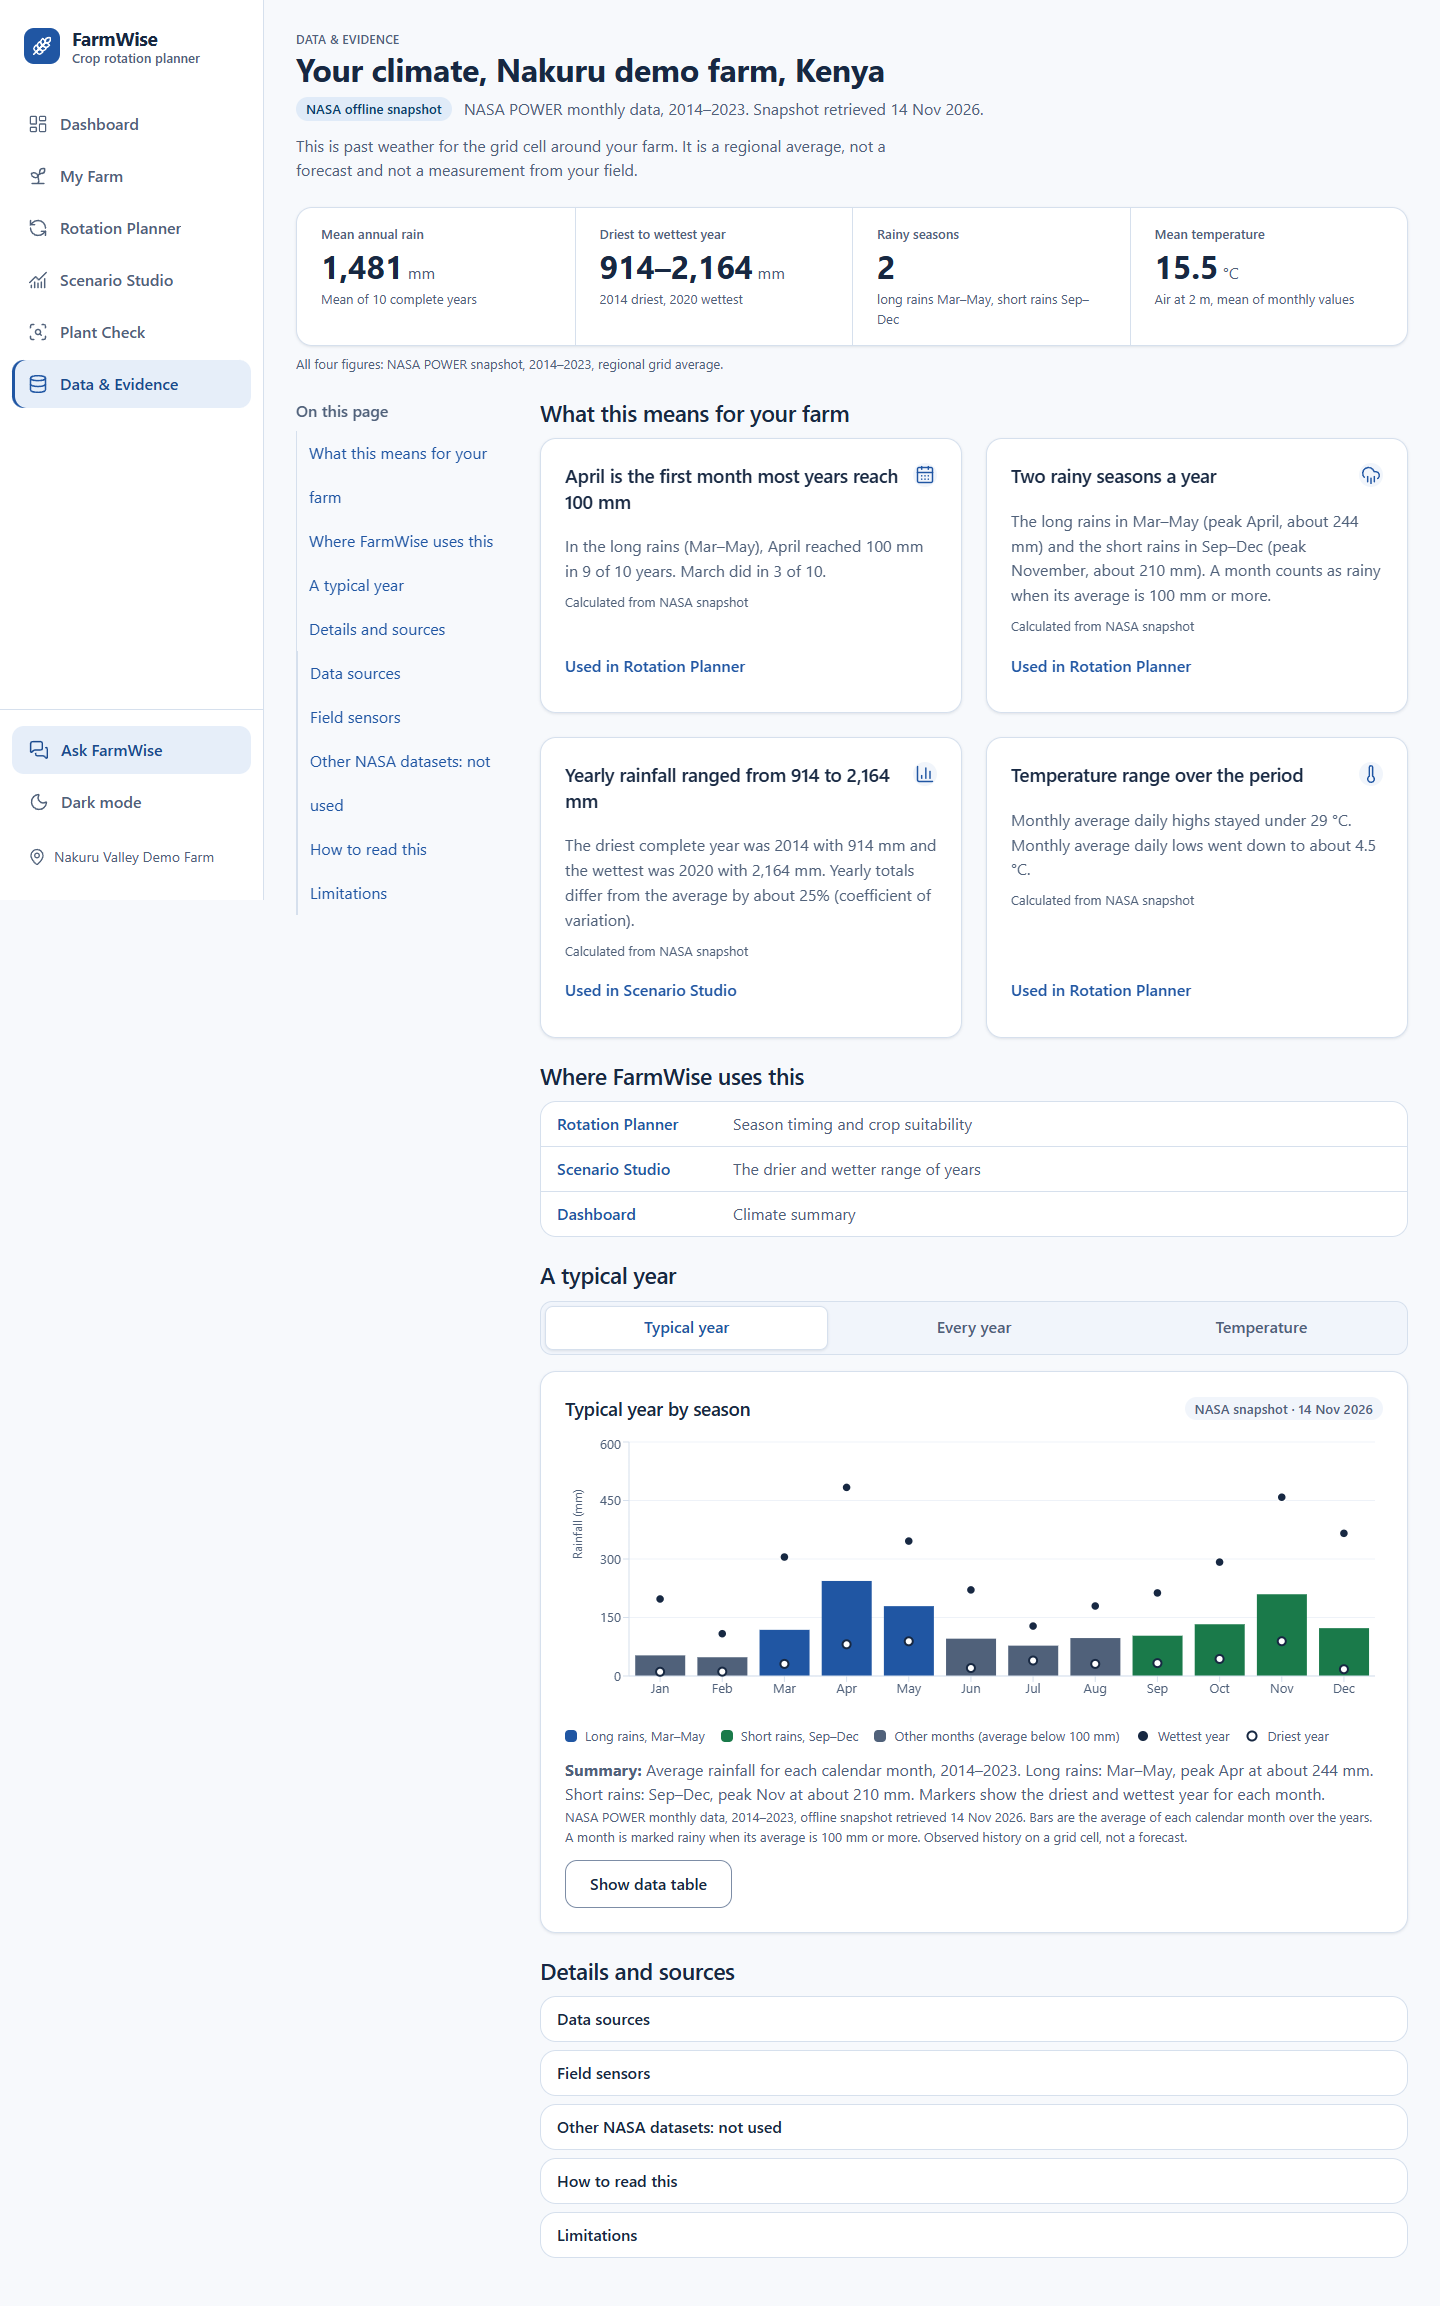 FarmWise
Crop rotation planner
Dashboard
My Farm
Rotation Planner
Scenario Studio
Plant Check
Data & Evidence
Ask FarmWise
Dark mode
Nakuru Valley Demo Farm
DATA & EVIDENCE
Your climate, Nakuru demo farm, Kenya
NASA offline snapshot
NASA POWER monthly data, 2014–2023. Snapshot retrieved 14 Nov 2026.
This is past weather for the grid cell around your farm. It is a regional average, not a
forecast and not a measurement from your field.
Mean annual rain
1,481 mm
Mean of 10 complete years
Driest to wettest year
914–2,164 mm
2014 driest, 2020 wettest
Rainy seasons
2
long rains Mar–May, short rains Sep–
Dec
Mean temperature
15.5 °C
Air at 2 m, mean of monthly values
All four figures: NASA POWER snapshot, 2014–2023, regional grid average.
On this page
What this means for your
farm
Where FarmWise uses this
A typical year
Details and sources
Data sources
Field sensors
Other NASA datasets: not
used
How to read this
Limitations
What this means for your farm
April is the first month most years reach
100 mm
In the long rains (Mar–May), April reached 100 mm
in 9 of 10 years. March did in 3 of 10.
Calculated from NASA snapshot
Used in Rotation Planner
Two rainy seasons a year
The long rains in Mar–May (peak April, about 244
mm) and the short rains in Sep–Dec (peak
November, about 210 mm). A month counts as rainy
when its average is 100 mm or more.
Calculated from NASA snapshot
Used in Rotation Planner
Yearly rainfall ranged from 914 to 2,164
mm
The driest complete year was 2014 with 914 mm and
the wettest was 2020 with 2,164 mm. Yearly totals
differ from the average by about 25% (coefficient of
variation).
Calculated from NASA snapshot
Used in Scenario Studio
Temperature range over the period
Monthly average daily highs stayed under 29 °C.
Monthly average daily lows went down to about 4.5
°C.
Calculated from NASA snapshot
Used in Rotation Planner
Where FarmWise uses this
Rotation Planner Season timing and crop suitability
Scenario Studio The drier and wetter range of years
Dashboard Climate summary
A typical year
Typical year Every year Temperature
Typical year by season
NASA snapshot · 14 Nov 2026
Rainfall (mm)
600
450
300
150
0
Jan Feb Mar Apr May Jun Jul Aug Sep Oct Nov Dec
Long rains, Mar–May Short rains, Sep–Dec Other months (average below 100 mm) Wettest year Driest year
Summary: Average rainfall for each calendar month, 2014–2023. Long rains: Mar–May, peak Apr at about 244 mm.
Short rains: Sep–Dec, peak Nov at about 210 mm. Markers show the driest and wettest year for each month.
NASA POWER monthly data, 2014–2023, offline snapshot retrieved 14 Nov 2026. Bars are the average of each calendar month over the years.
A month is marked rainy when its average is 100 mm or more. Observed history on a grid cell, not a forecast.
Show data table
Details and sources
Data sources
Field sensors
Other NASA datasets: not used
How to read this
Limitations